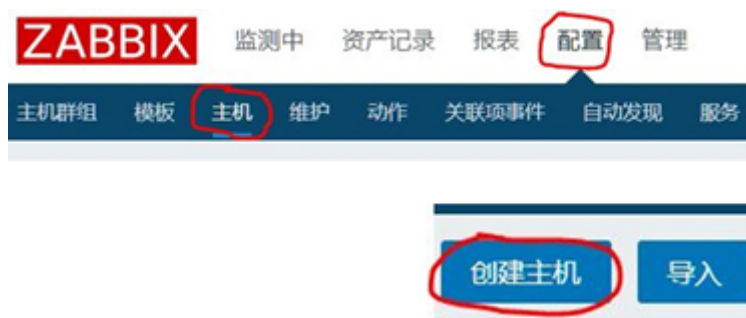 ZABBIX 监测中 资产记录 报表 配置 管理
主机群组 模板 主机 维护 动作 关联项事件 自动发现 服务
创建主机 导入